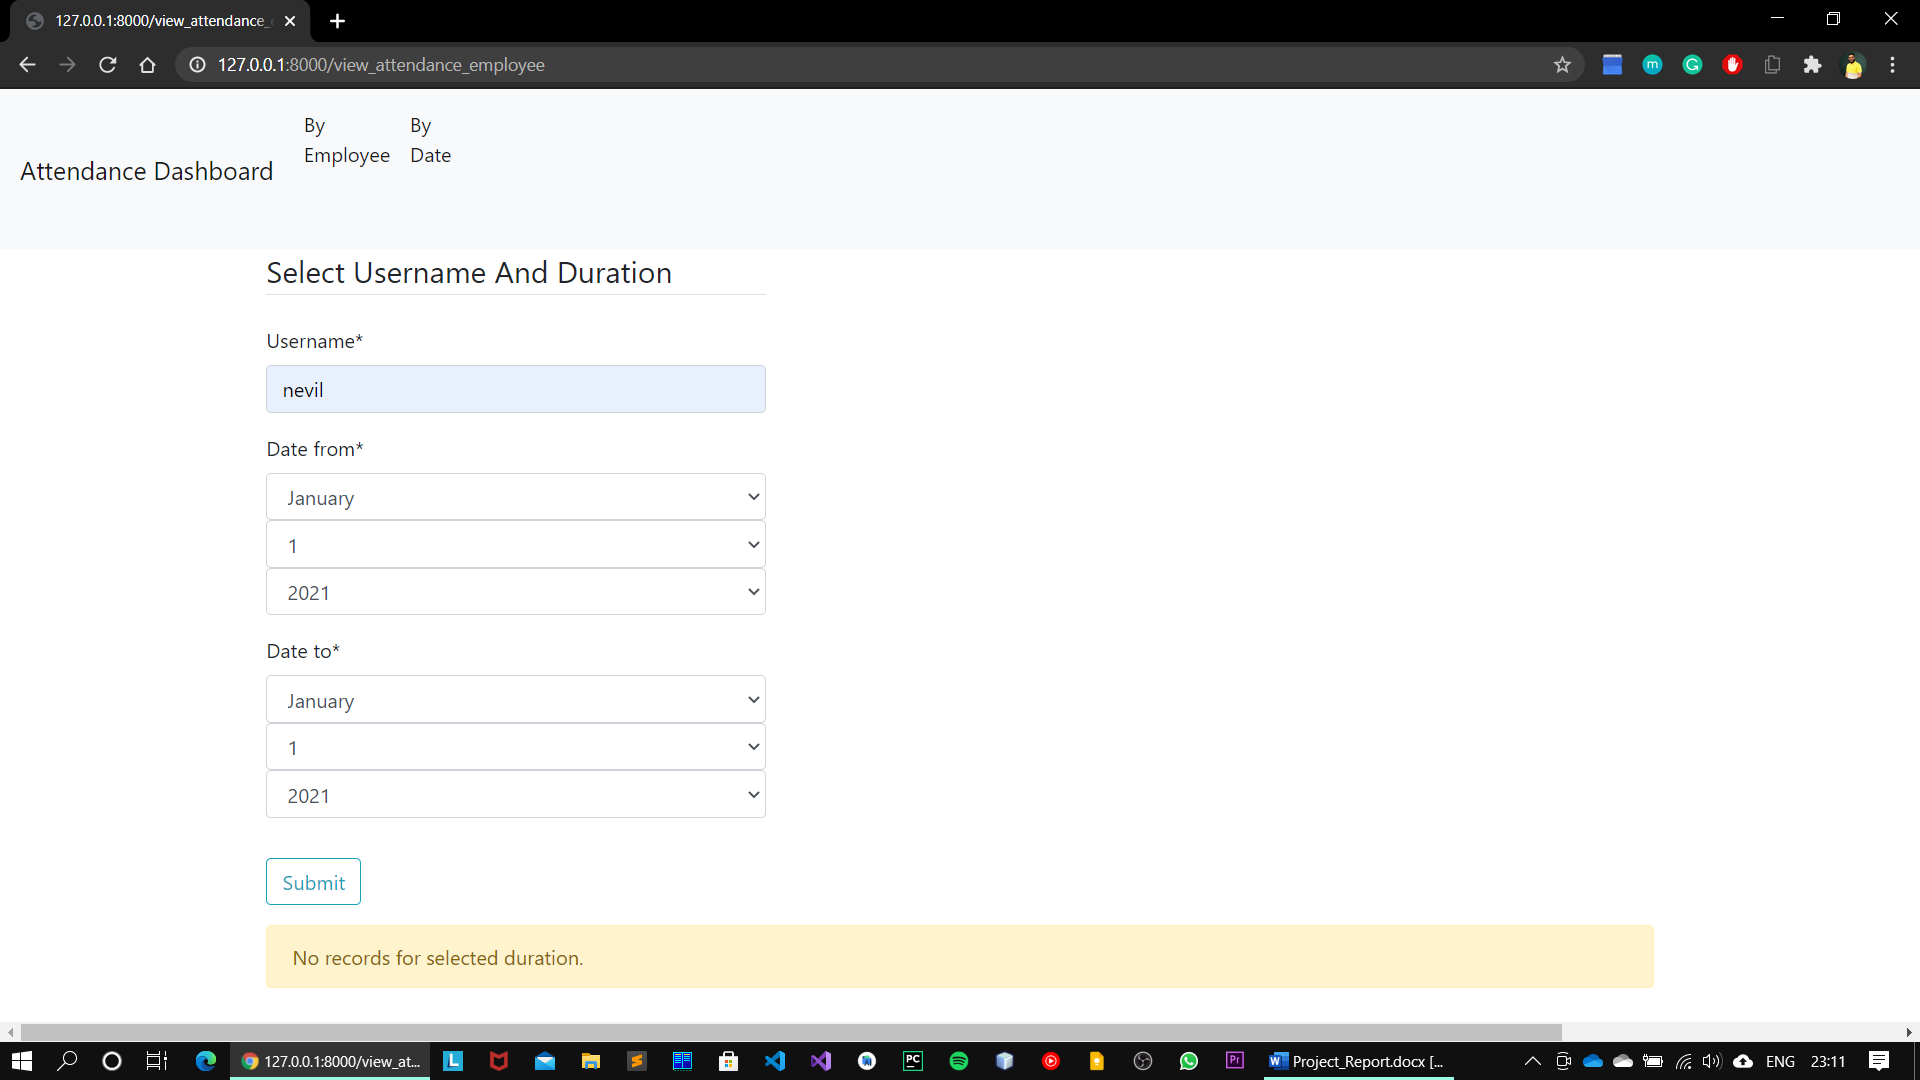 127.0.0.1:8000/view_attendance_
127.0.0.1:8000/view_attendance_employee
Attendance Dashboard
By
Employee
By
Date
Select Username And Duration
Username*
nevil
Date from*
January
1
2021
Date to*
January
1
2021
Submit
No records for selected duration.
127.0.0.1:8000/view_at...
L
PC
Pr
Project_Report.docx [...
ENG
23:11